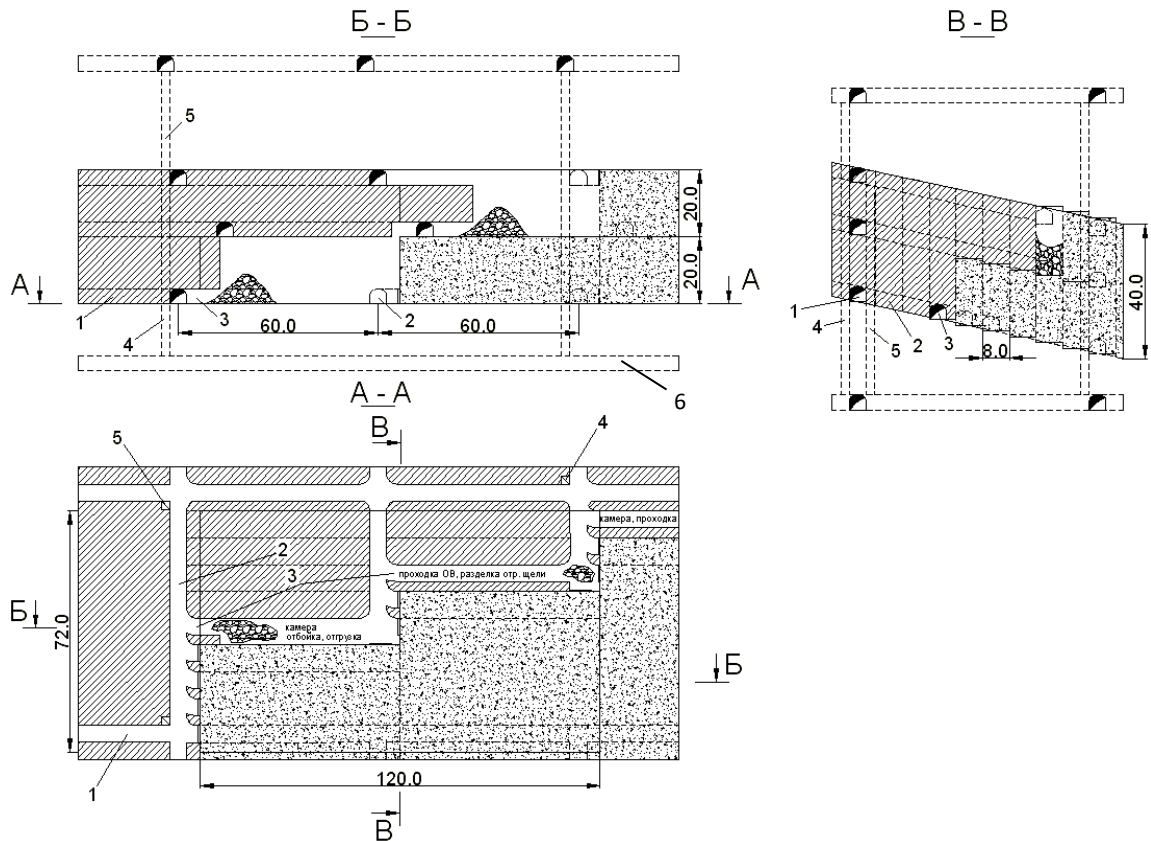 Б - Б
В - В
5
20.0
20.0
А
А
1
3
2
4
60.0
60.0
6
1
4
5
2
3
8.0
40.0
А - А
В
4
5
камера, проходка
2
3
проходка ОВ, разделка отр. щели
Б
72.0
камера
отбойка, отгрузка
Б
1
120.0
В